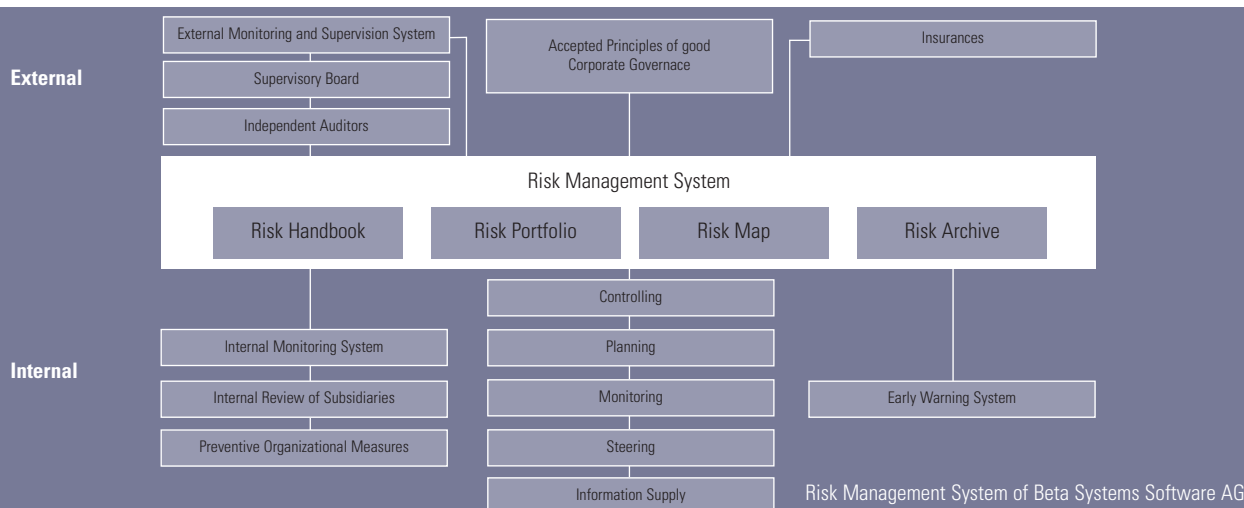 External Monitoring and Supervision System
Accepted Principles of good
Corporate Governace
Insurances
External
Supervisory Board
Independent Auditors
Risk Management System
Risk Handbook
Risk Portfolio
Risk Map
Risk Archive
Controlling
Internal Monitoring System
Planning
Internal
Internal Review of Subsidiaries
Monitoring
Early Warning System
Preventive Organizational Measures
Steering
Information Supply
Risk Management System of Beta Systems Software AG